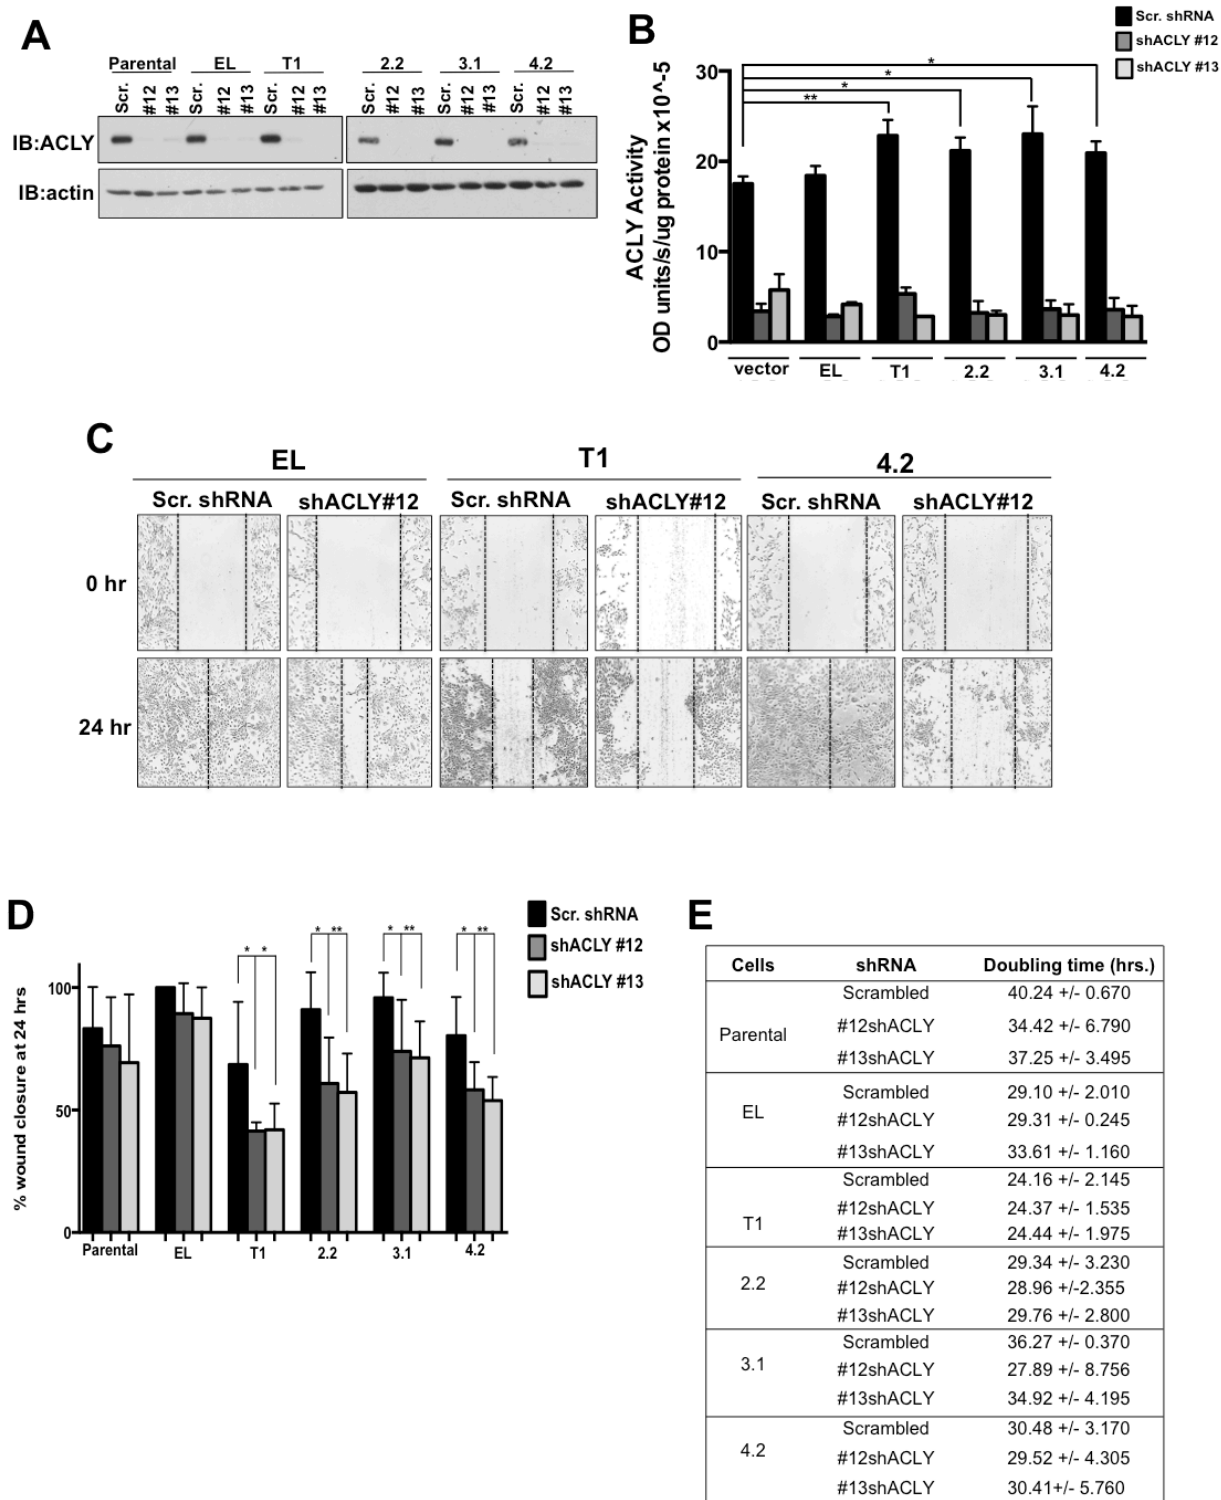 A
Parental EL T1 2.2 3.1 4.2
Scr. #12 #13 Scr. #12 #13 Scr. #12 #13 Scr. #12 #13 Scr. #12 #13 Scr. #12 #13
IB:ACLY
IB:actin
B
Scr. shRNA
shACLY #12
shACLY #13
ACLY Activity
OD units/s/ug protein x10^-5
30
20
10
0
*
*
*
**
vector EL T1 2.2 3.1 4.2
C
EL T1 4.2
Scr. shRNA shACLY#12 Scr. shRNA shACLY#12 Scr. shRNA shACLY#12
0 hr
24 hr
D
Scr. shRNA
shACLY #12
shACLY #13
% wound closure at 24 hrs
100
50
0
* * * ** * ** * **
Parental EL T1 2.2 3.1 4.2
E
Cells shRNA Doubling time (hrs.)
Parental
Scrambled 40.24 +/- 0.670
#12shACLY 34.42 +/- 6.790
#13shACLY 37.25 +/- 3.495
EL
Scrambled 29.10 +/- 2.010
#12shACLY 29.31 +/- 0.245
#13shACLY 33.61 +/- 1.160
T1
Scrambled 24.16 +/- 2.145
#12shACLY 24.37 +/- 1.535
#13shACLY 24.44 +/- 1.975
2.2
Scrambled 29.34 +/- 3.230
#12shACLY 28.96 +/-2.355
#13shACLY 29.76 +/- 2.800
3.1
Scrambled 36.27 +/- 0.370
#12shACLY 27.89 +/- 8.756
#13shACLY 34.92 +/- 4.195
4.2
Scrambled 30.48 +/- 3.170
#12shACLY 29.52 +/- 4.305
#13shACLY 30.41+/- 5.760